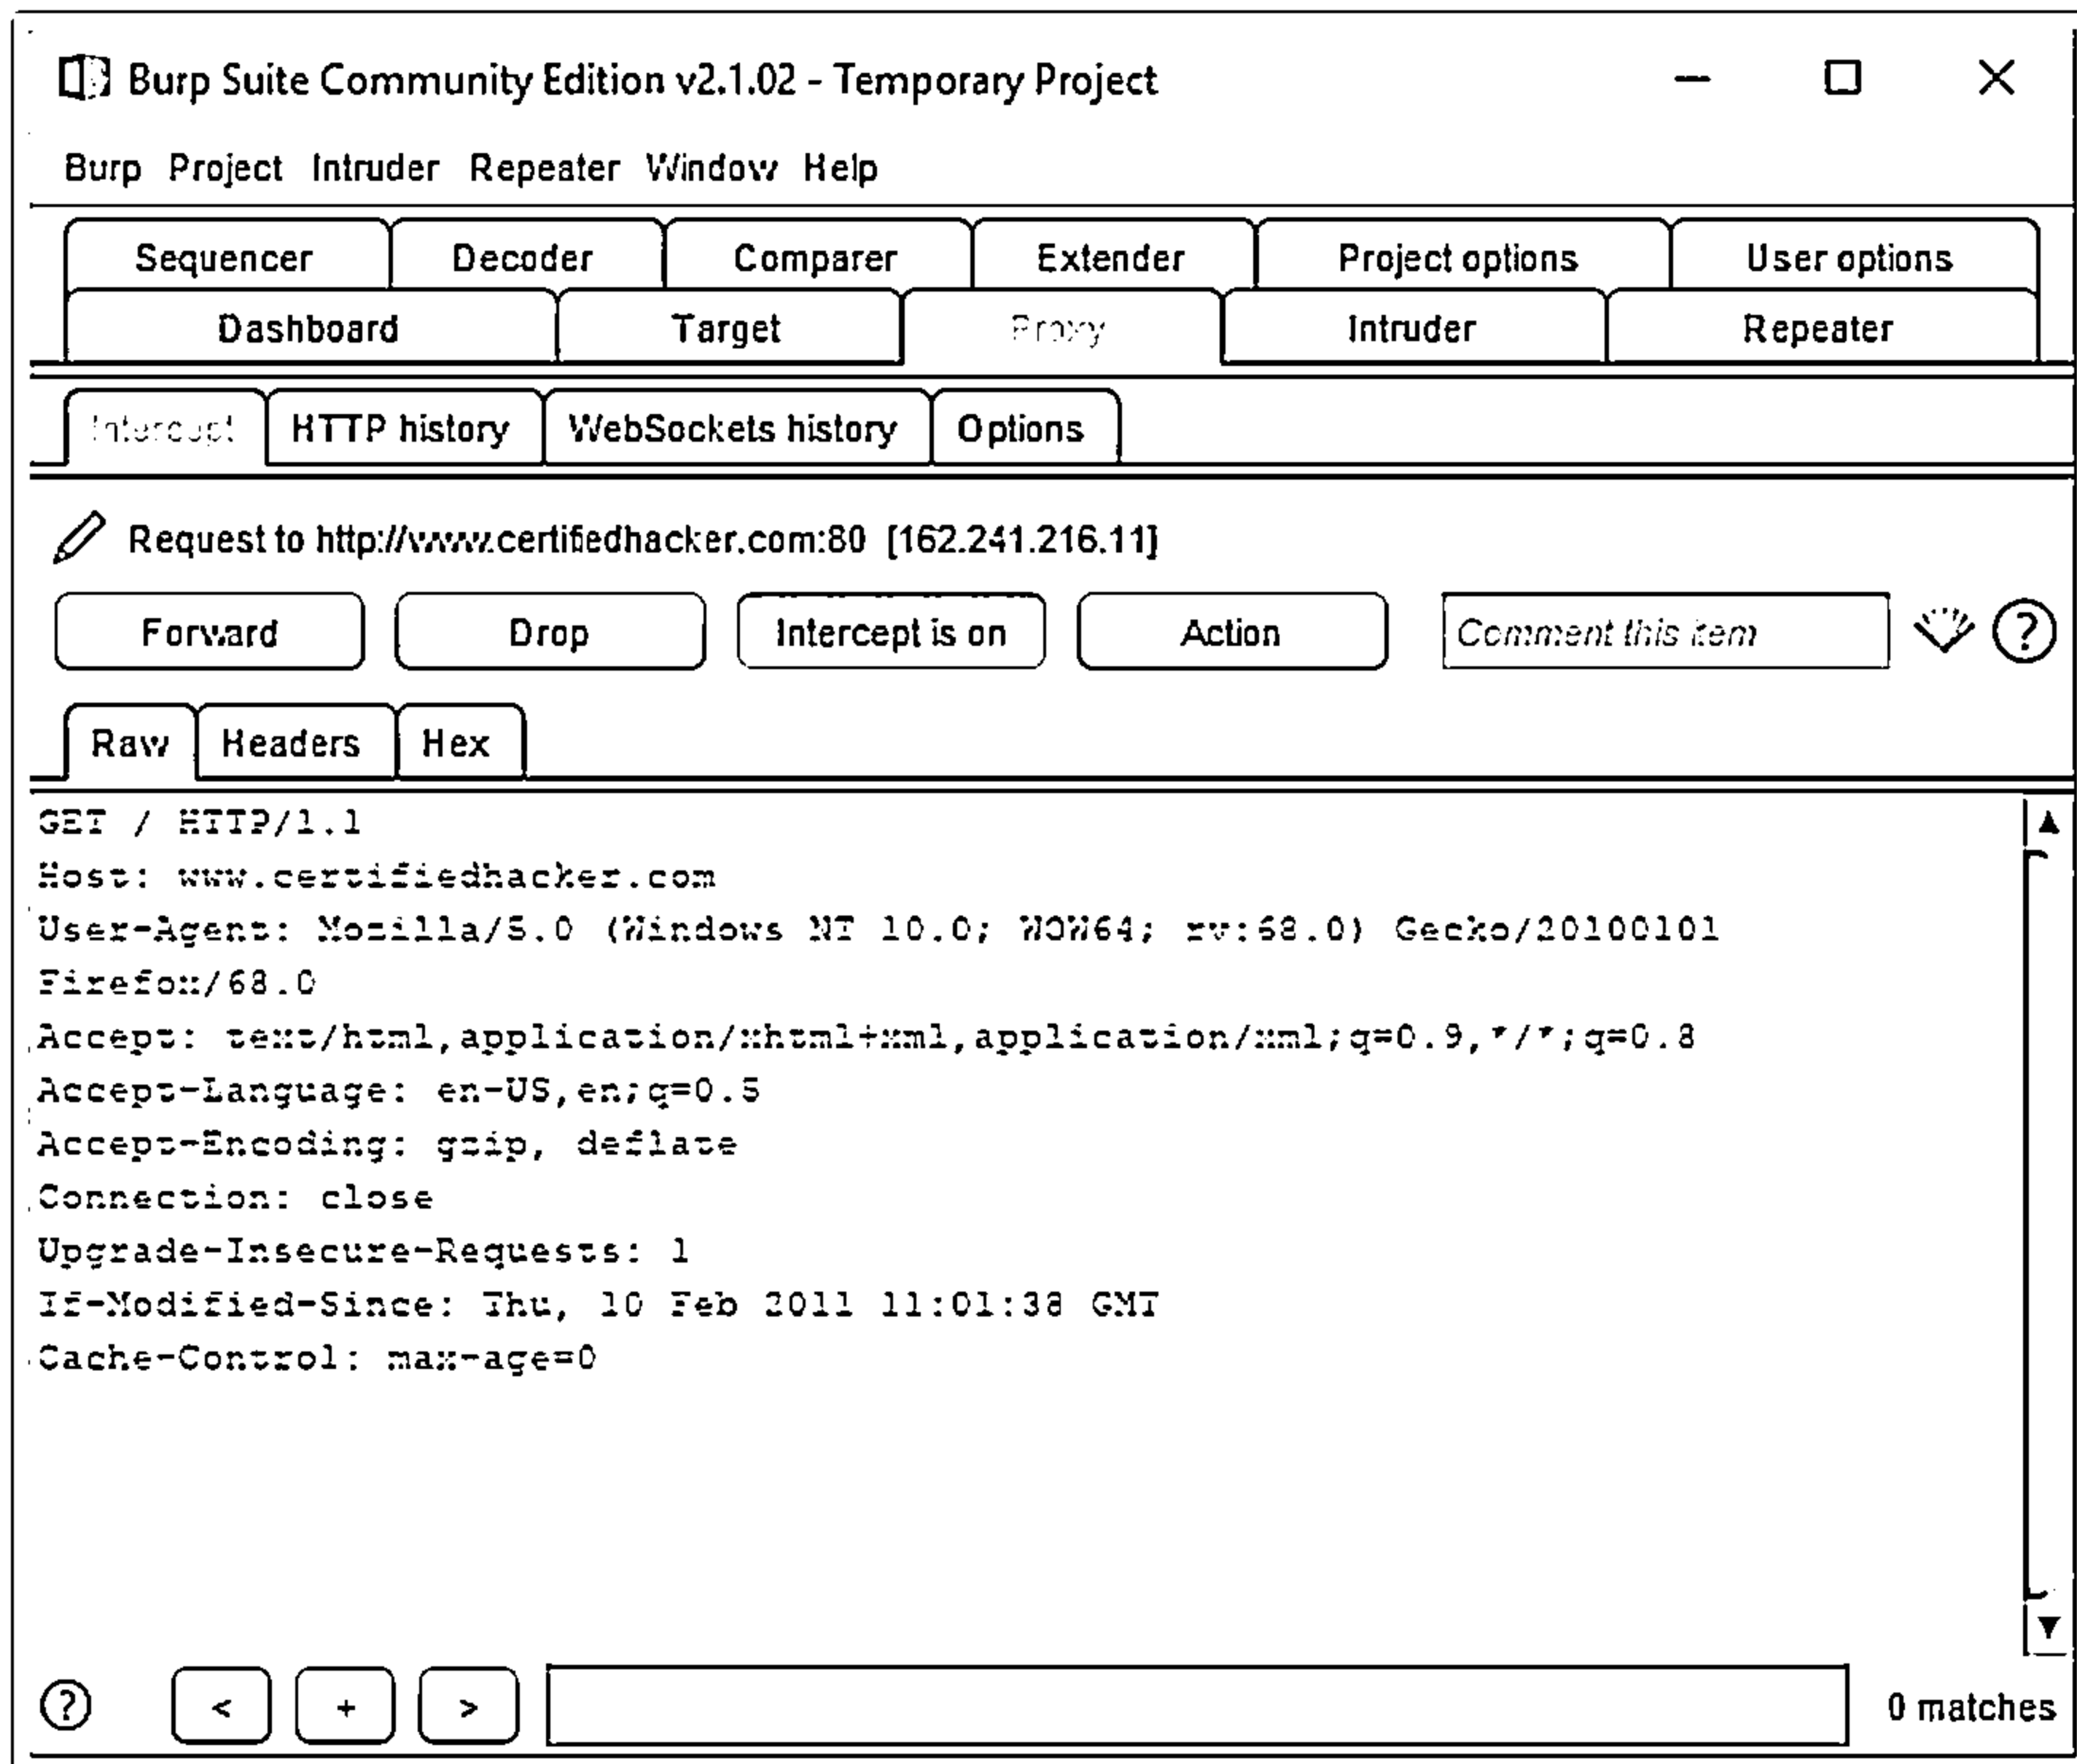 Burp Suite Community Edition v2.1.02 - Temporary Project
Burp Project Intruder Repeater Window Help
Sequencer Decoder Comparer Extender Project options User options
Dashboard Target Proxy Intruder Repeater
Intercept HTTP history WebSockets history Options
Request to http://www.certifiedhacker.com:80 [162.241.216.11]
Forward Drop Intercept is on Action Comment this item ?
Raw Headers Hex
GET / HTTP/1.1
Host: www.certifiedhacker.com
User-Agent: Mozilla/5.0 (Windows NT 10.0; WOW64; rv:68.0) Gecko/20100101
Firefox/68.0
Accept: text/html,application/xhtml+xml,application/xml;q=0.9,*/*;q=0.8
Accept-Language: en-US,en;q=0.5
Accept-Encoding: gzip, deflate
Connection: close
Upgrade-Insecure-Requests: 1
If-Modified-Since: Thu, 10 Feb 2011 11:01:38 GMT
Cache-Control: max-age=0
? < + > 0 matches